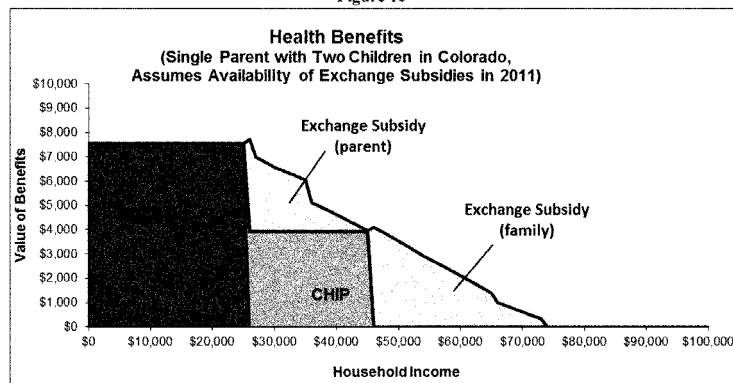 Health Benefits
(Single Parent with Two Children in Colorado,
Assumes Availability of Exchange Subsidies in 2011)
$10,000
$9,000
$8,000
$7,000
$6,000
$5,000
$4,000
$3,000
$2,000
$1,000
$0
Value of Benefits
Exchange Subsidy
(parent)
Exchange Subsidy
(family)
CHIP
$0 $10,000 $20,000 $30,000 $40,000 $50,000 $60,000 $70,000 $80,000 $90,000 $100,000
Household Income